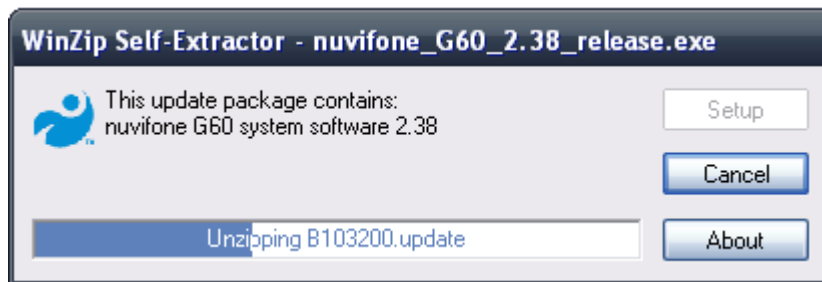 WinZip Self-Extractor - nuvifone_G60_2.38_release.exe
This update package contains:
nuvifone G60 system software 2.38
Setup
Cancel
Unzipping B103200.update
About